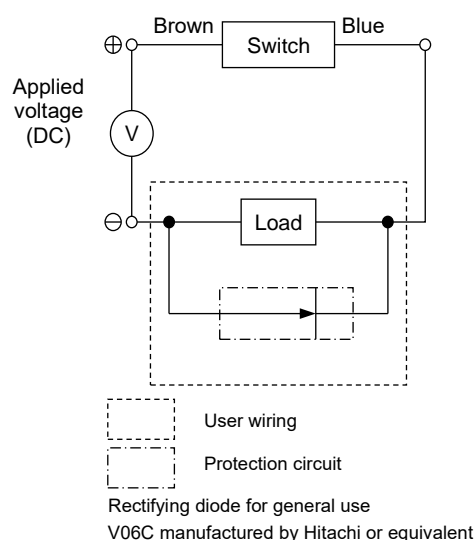 Brown
Switch
Blue
⊕
Applied
voltage
(DC)
V
⊖
Load
User wiring
Protection circuit
Rectifying diode for general use
V06C manufactured by Hitachi or equivalent